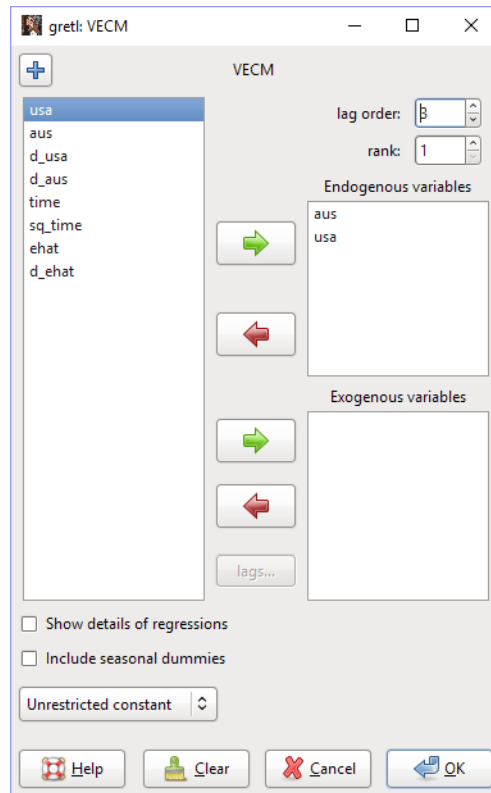 gretl: VECM
VECM
usa
aus
d_usa
d_aus
time
sq_time
ehat
d_ehat
lag order: 3
rank: 1
Endogenous variables
aus
usa
Exogenous variables
lags...
Show details of regressions
Include seasonal dummies
Unrestricted constant
Help Clear Cancel OK